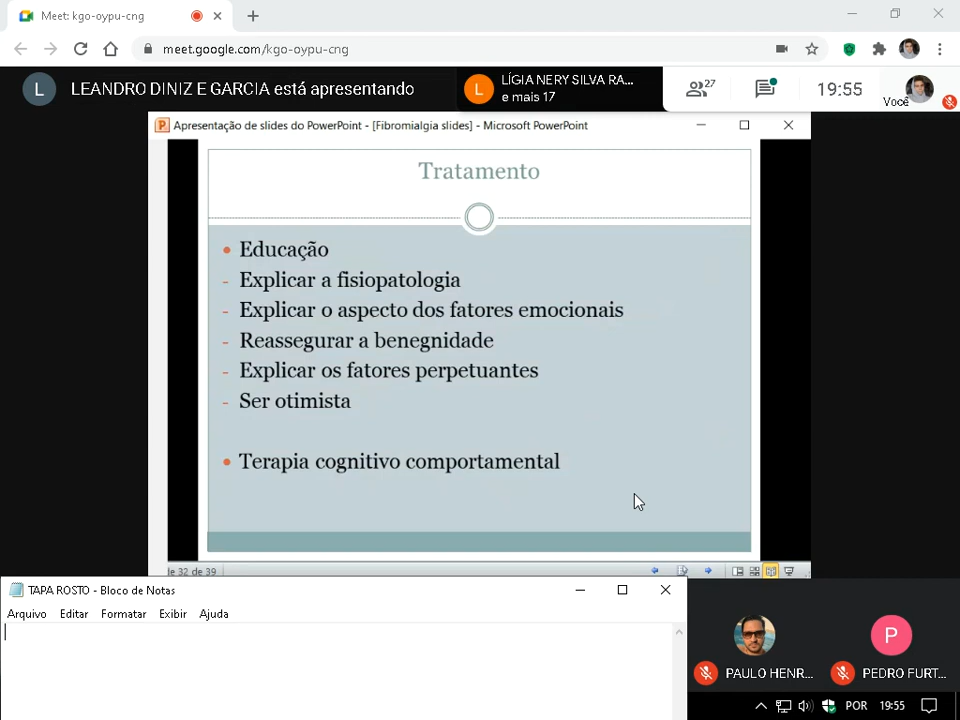 Meet: kgo-oypu-cng
meet.google.com/kgo-oypu-cng
L
LEANDRO DINIZ E GARCIA está apresentando
L
LÍGIA NERY SILVA RA...
e mais 17
27
19:55
Você
Apresentação de slides do PowerPoint - [Fibromialgia slides] - Microsoft PowerPoint
Tratamento
• Educação
- Explicar a fisiopatologia
- Explicar o aspecto dos fatores emocionais
- Reassegurar a benegnidade
- Explicar os fatores perpetuantes
- Ser otimista
• Terapia cognitivo comportamental
de 32 de 39
TAPA ROSTO - Bloco de Notas
Arquivo Editar Formatar Exibir Ajuda
P
PAULO HENR...
PEDRO FURT...
POR
19:55